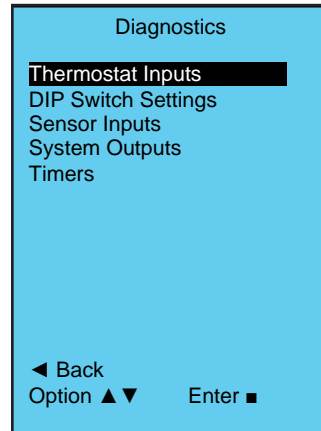 Diagnostics
Thermostat Inputs
DIP Switch Settings
Sensor Inputs
System Outputs
Timers
◄ Back
Option ▲▼ Enter ■